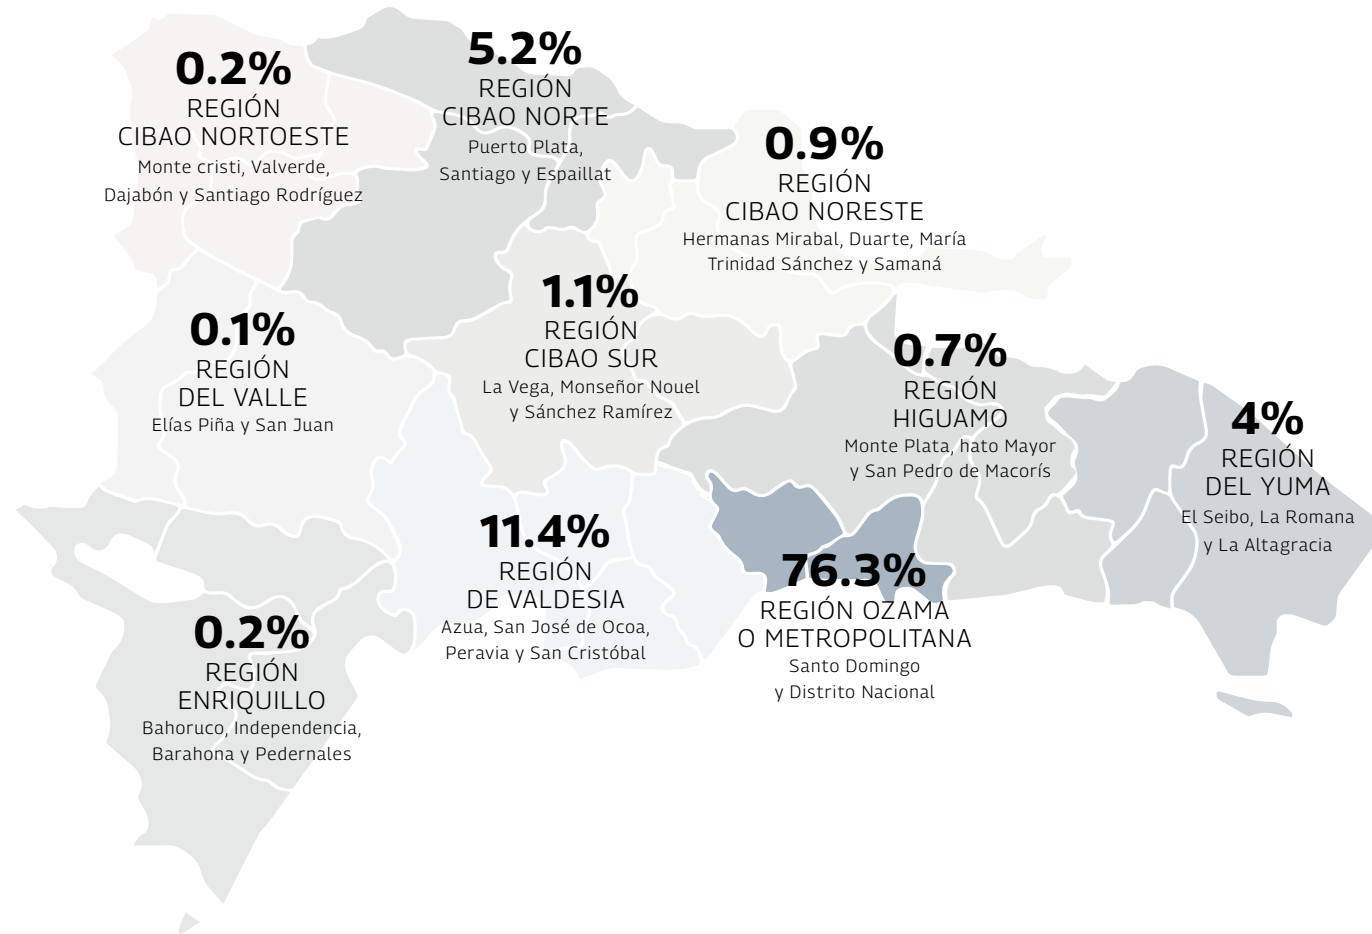 0.2%
REGIÓN
CIBAO NORTOESTE
Monte cristi, Valverde,
Dajabón y Santiago Rodríguez
5.2%
REGIÓN
CIBAO NORTE
Puerto Plata,
Santiago y Espaillat
0.9%
REGIÓN
CIBAO NORESTE
Hermanas Mirabal, Duarte, María
Trinidad Sánchez y Samaná
0.1%
REGIÓN
DEL VALLE
Elías Piña y San Juan
1.1%
REGIÓN
CIBAO SUR
La Vega, Monseñor Nouel
y Sánchez Ramírez
0.7%
REGIÓN
HIGUAMO
Monte Plata, hato Mayor
y San Pedro de Macorís
4%
REGIÓN
DEL YUMA
El Seibo, La Romana
y La Altagracia
11.4%
REGIÓN
DE VALDESIA
Azua, San José de Ocoa,
Peravia y San Cristóbal
76.3%
REGIÓN OZAMA
O METROPOLITANA
Santo Domingo
y Distrito Nacional
0.2%
REGIÓN
ENRIQUILLO
Bahoruco, Independencia,
Barahona y Pedernales